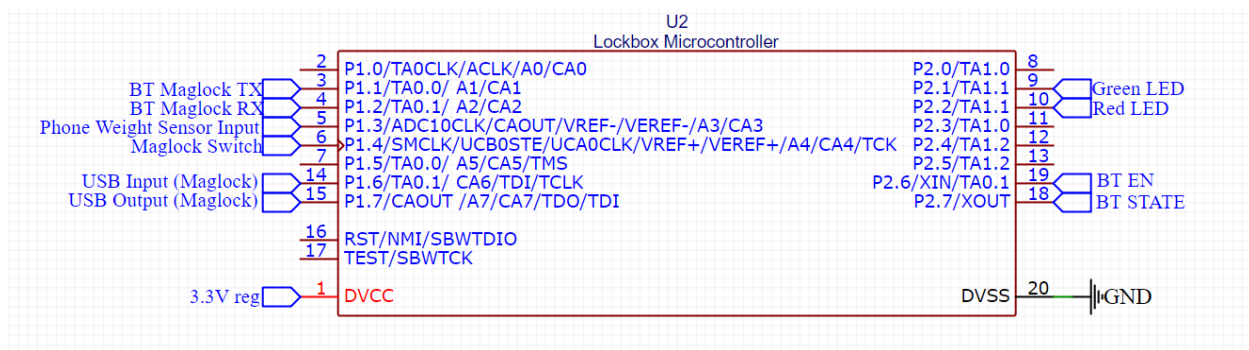 U2
Lockbox Microcontroller
2 P1.0/TA0CLK/ACLK/A0/CA0 P2.0/TA1.0 8
BT Maglock TX 3 P1.1/TA0.0/ A1/CA1 P2.1/TA1.1 9 Green LED
BT Maglock RX 4 P1.2/TA0.1/ A2/CA2 P2.2/TA1.1 10 Red LED
Phone Weight Sensor Input 5 P1.3/ADC10CLK/CAOUT/VREF-/VEREF-/A3/CA3 P2.3/TA1.0 11
Maglock Switch 6 P1.4/SMCLK/UCB0STE/UCA0CLK/VREF+/VEREF+/A4/CA4/TCK P2.4/TA1.2 12
7 P1.5/TA0.0/ A5/CA5/TMS P2.5/TA1.2 13
USB Input (Maglock) 14 P1.6/TA0.1/ CA6/TDI/TCLK P2.6/XIN/TA0.1 19 BT EN
USB Output (Maglock) 15 P1.7/CAOUT /A7/CA7/TDO/TDI P2.7/XOUT 18 BT STATE
16 RST/NMI/SBWTDIO
17 TEST/SBWTCK
3.3V reg 1 DVCC DVSS 20 GND